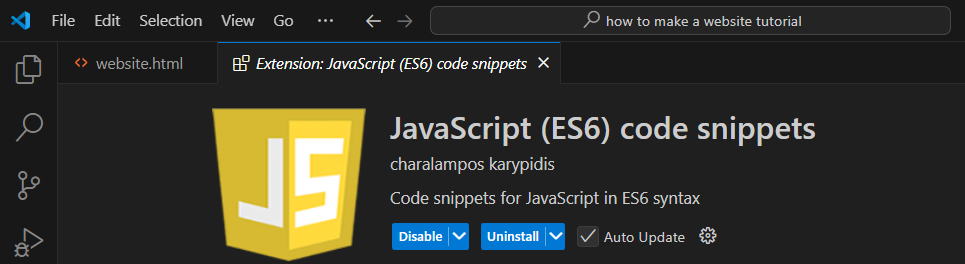 File Edit Selection View Go ··· how to make a website tutorial
website.html Extension: JavaScript (ES6) code snippets
JS
JavaScript (ES6) code snippets
charalampos karypidis
Code snippets for JavaScript in ES6 syntax
Disable Uninstall Auto Update